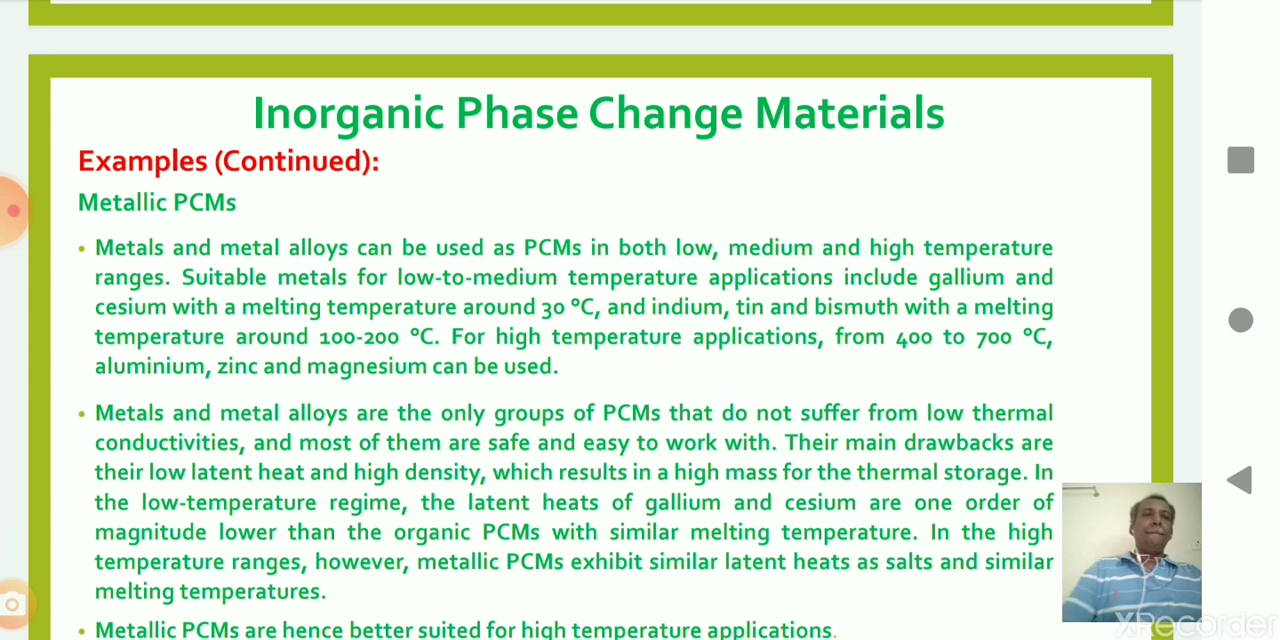 Inorganic Phase Change Materials
Examples (Continued):
Metallic PCMs
• Metals and metal alloys can be used as PCMs in both low, medium and high temperature
ranges. Suitable metals for low-to-medium temperature applications include gallium and
cesium with a melting temperature around 30 °C, and indium, tin and bismuth with a melting
temperature around 100-200 °C. For high temperature applications, from 400 to 700 °C,
aluminium, zinc and magnesium can be used.
• Metals and metal alloys are the only groups of PCMs that do not suffer from low thermal
conductivities, and most of them are safe and easy to work with. Their main drawbacks are
their low latent heat and high density, which results in a high mass for the thermal storage. In
the low-temperature regime, the latent heats of gallium and cesium are one order of
magnitude lower than the organic PCMs with similar melting temperature. In the high
temperature ranges, however, metallic PCMs exhibit similar latent heats as salts and similar
melting temperatures.
• Metallic PCMs are hence better suited for high temperature applications.
XRecorder